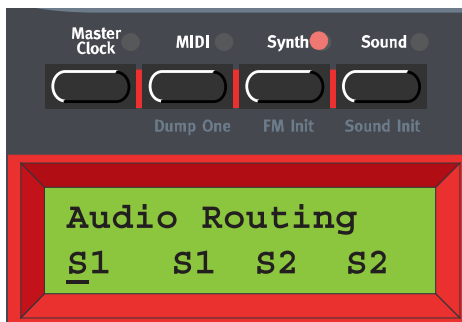 Master Clock MIDI Synth Sound
Dump One FM Init Sound Init
Audio Routing
S1 S1 S2 S2